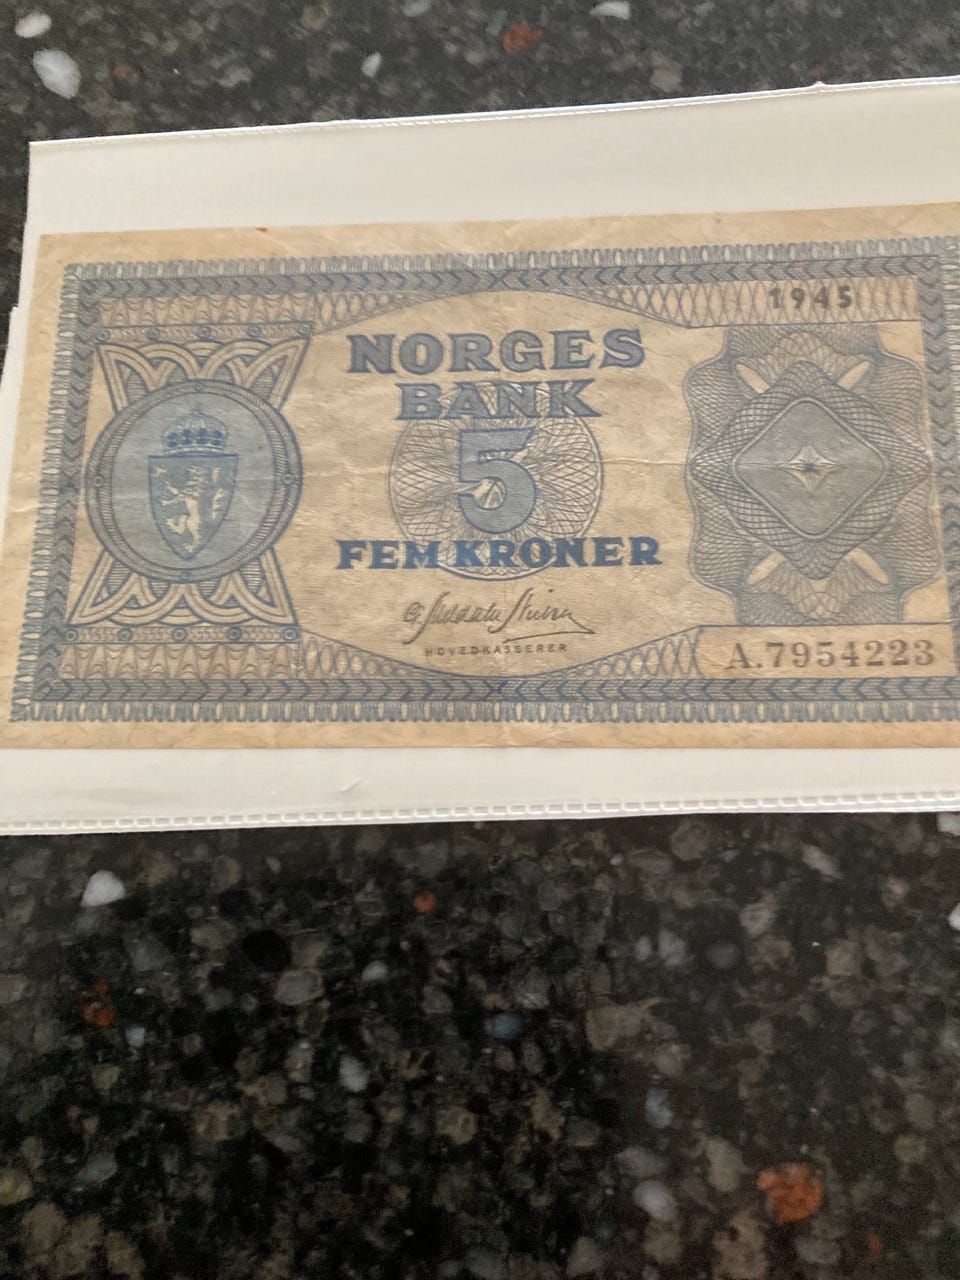 1945
NORGES
BANK
5
FEM KRONER
HOVEDKASSERER
A.7954223